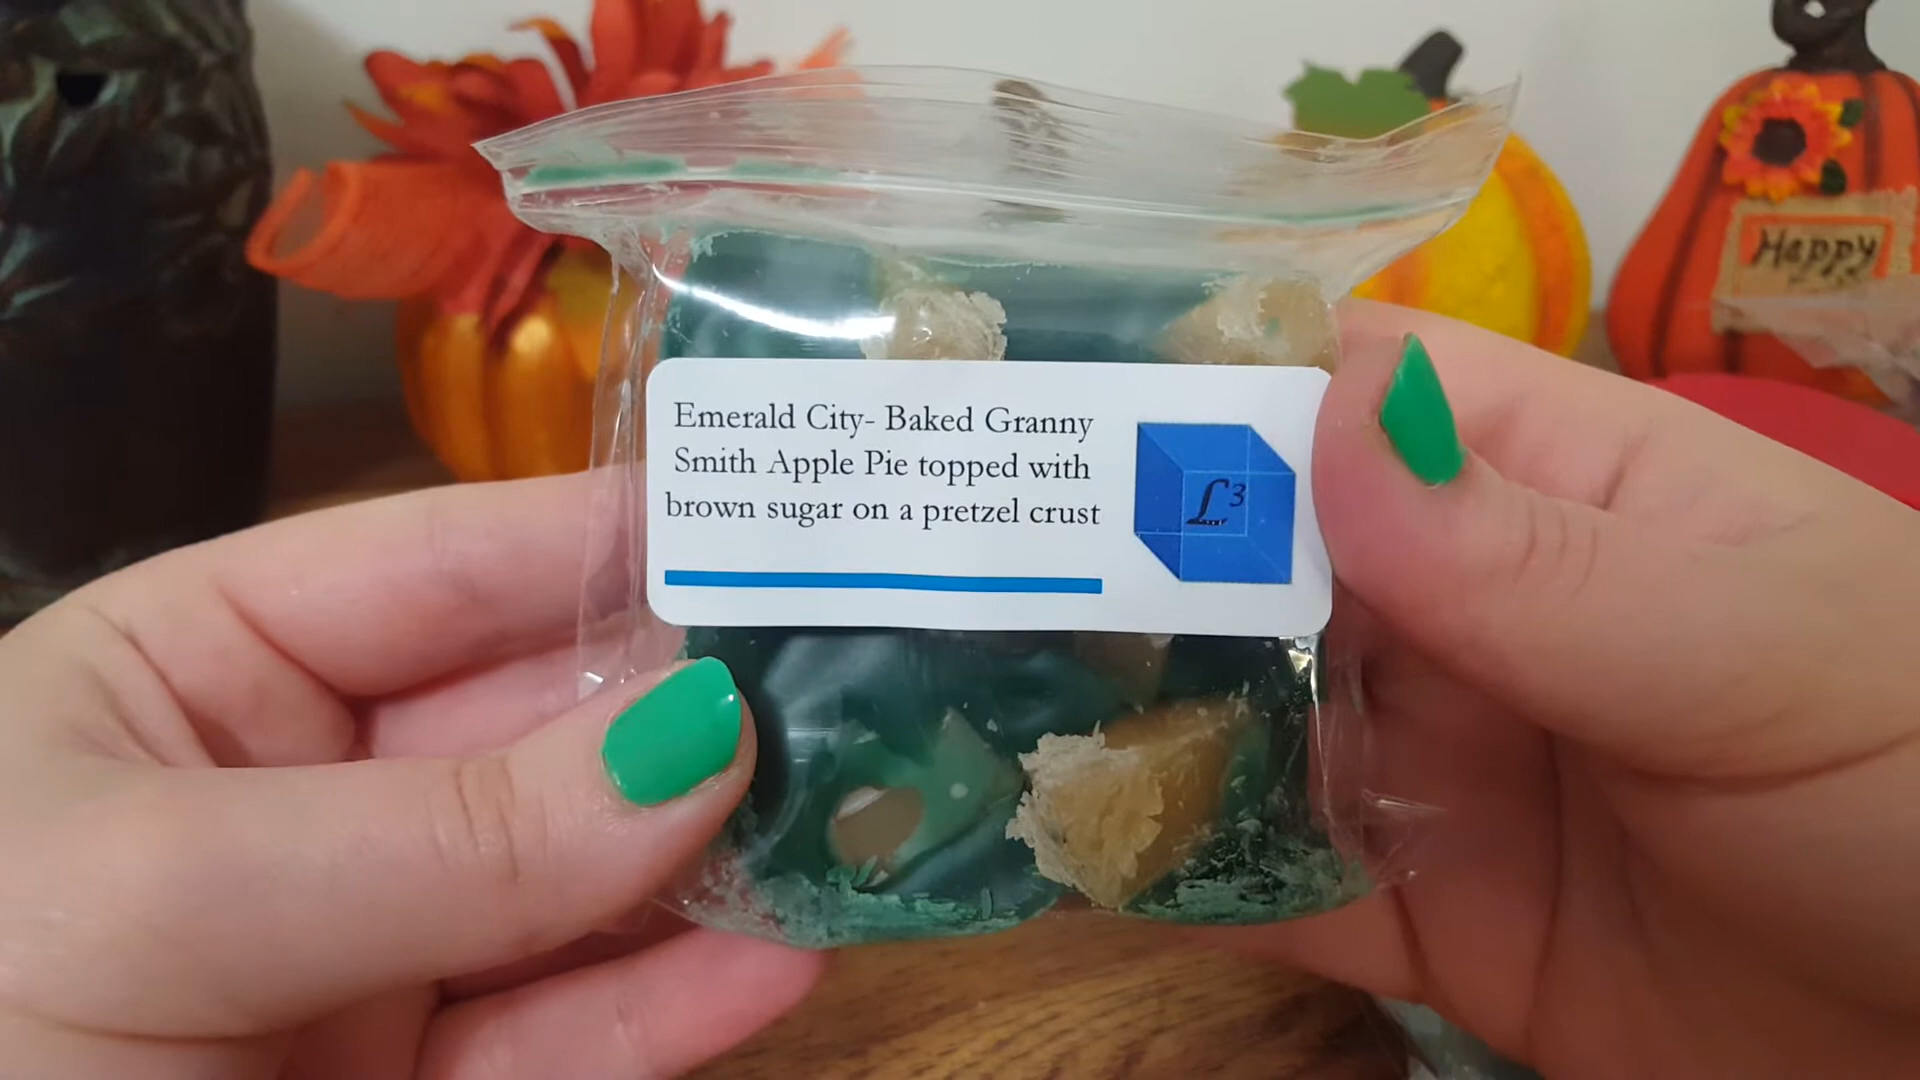 Emerald City- Baked Granny
Smith Apple Pie topped with
brown sugar on a pretzel crust
L³
Happy